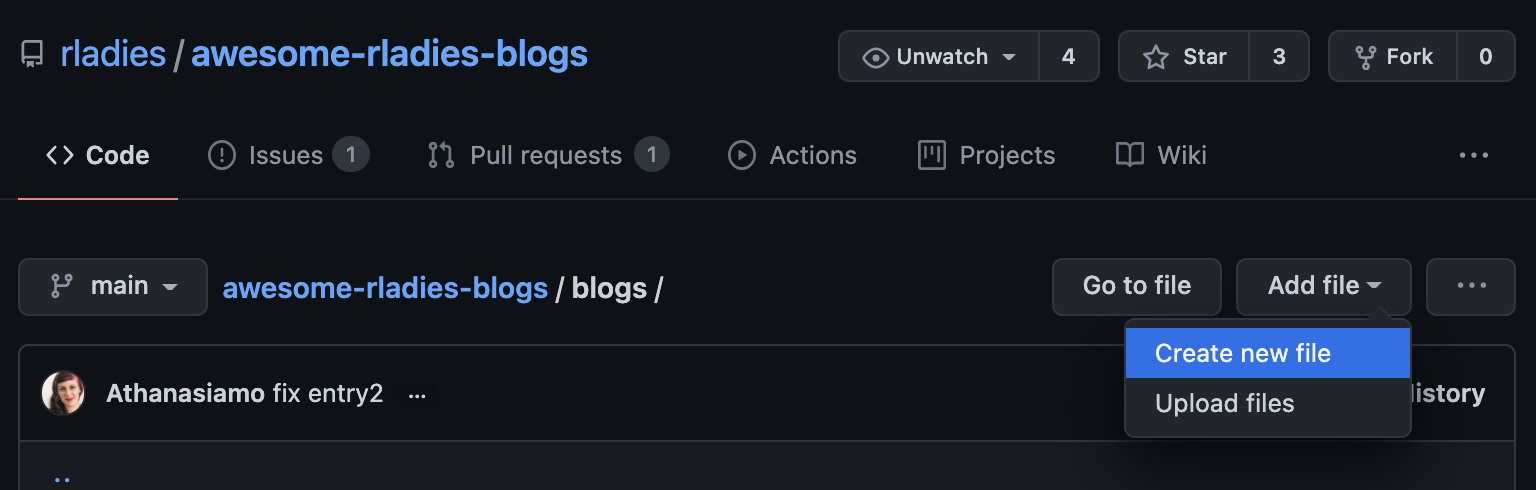 rladies / awesome-rladies-blogs
Unwatch 4
Star 3
Fork 0
Code
Issues 1
Pull requests 1
Actions
Projects
Wiki
...
main
awesome-rladies-blogs / blogs /
Go to file
Add file
...
Create new file
Upload files
Athanasiamo fix entry2 ...
istory
..